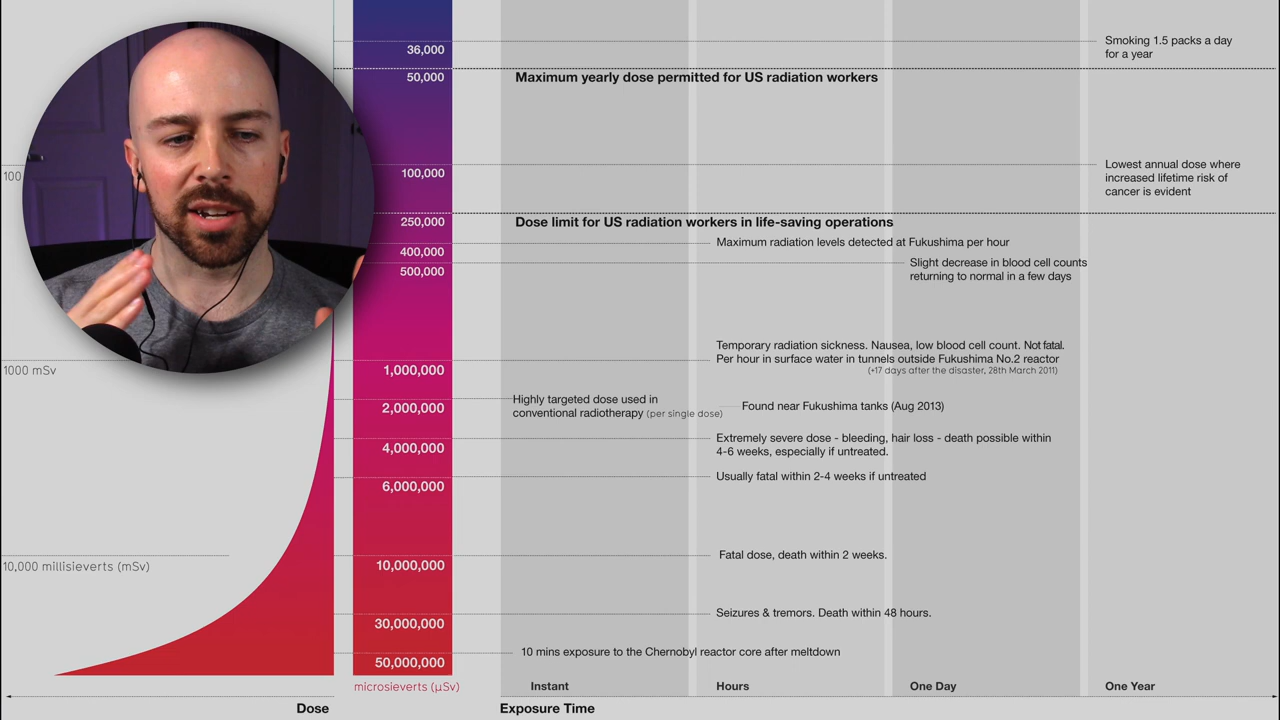 36,000
Smoking 1.5 packs a day
for a year
50,000
Maximum yearly dose permitted for US radiation workers
100
100,000
Lowest annual dose where
increased lifetime risk of
cancer is evident
250,000
Dose limit for US radiation workers in life-saving operations
400,000
Maximum radiation levels detected at Fukushima per hour
500,000
Slight decrease in blood cell counts
returning to normal in a few days
1000 mSv
1,000,000
Temporary radiation sickness. Nausea, low blood cell count. Not fatal.
Per hour in surface water in tunnels outside Fukushima No.2 reactor
(+17 days after the disaster, 28th March 2011)
2,000,000
Highly targeted dose used in
conventional radiotherapy (per single dose)
Found near Fukushima tanks (Aug 2013)
4,000,000
Extremely severe dose - bleeding, hair loss - death possible within
4-6 weeks, especially if untreated.
6,000,000
Usually fatal within 2-4 weeks if untreated
10,000 millisieverts (mSv)
10,000,000
Fatal dose, death within 2 weeks.
30,000,000
Seizures & tremors. Death within 48 hours.
50,000,000
10 mins exposure to the Chernobyl reactor core after meltdown
microsieverts (µSv)
Instant
Hours
One Day
One Year
Dose
Exposure Time